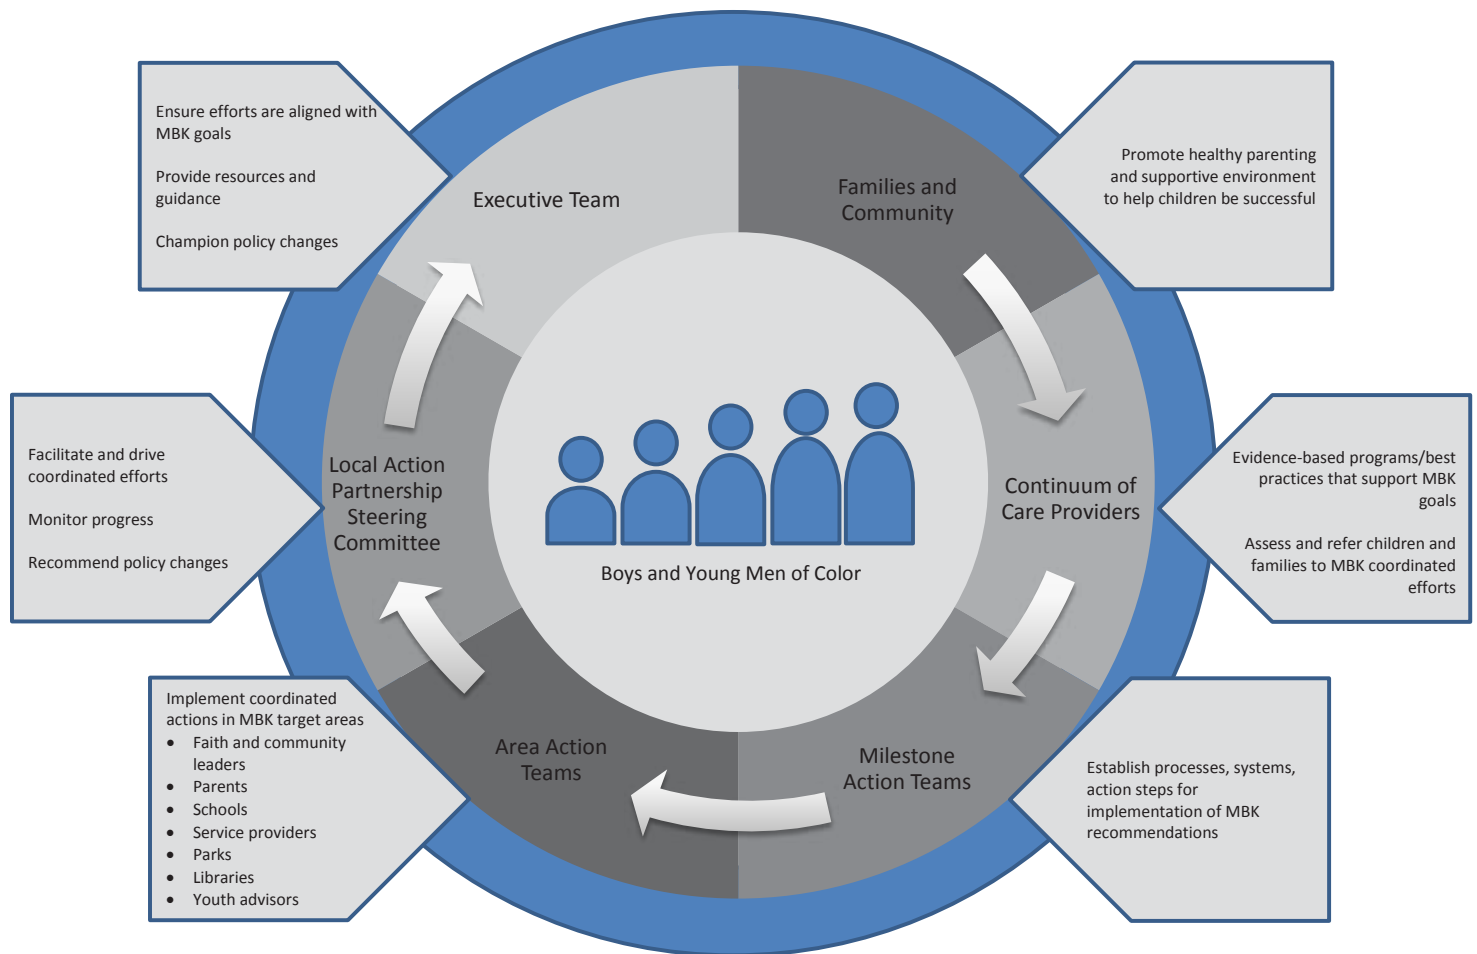 Ensure efforts are aligned with
MBK goals
Provide resources and
guidance
Champion policy changes
Executive Team
Families and
Community
Promote healthy parenting
and supportive environment
to help children be successful
Facilitate and drive
coordinated efforts
Monitor progress
Recommend policy changes
Local Action
Partnership
Steering
Committee
Boys and Young Men of Color
Continuum of
Care Providers
Evidence-based programs/best
practices that support MBK
goals
Assess and refer children and
families to MBK coordinated
efforts
Implement coordinated
actions in MBK target areas
• Faith and community
leaders
• Parents
• Schools
• Service providers
• Parks
• Libraries
• Youth advisors
Area Action
Teams
Milestone
Action Teams
Establish processes, systems,
action steps for
implementation of MBK
recommendations